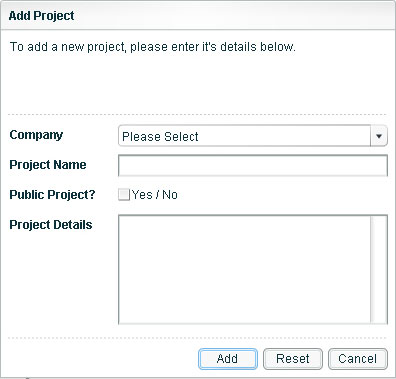 Add Project
To add a new project, please enter it's details below.
Company Please Select
Project Name
Public Project? Yes / No
Project Details
Add Reset Cancel